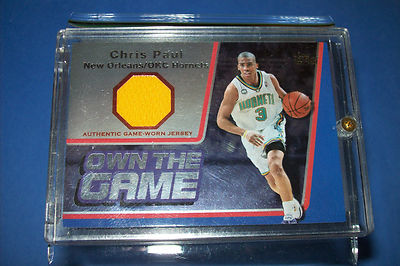 Chris Paul
New Orleans/OKC Hornets
AUTHENTIC GAME-WORN JERSEY
OWN THE
GAME
HORNETS
3